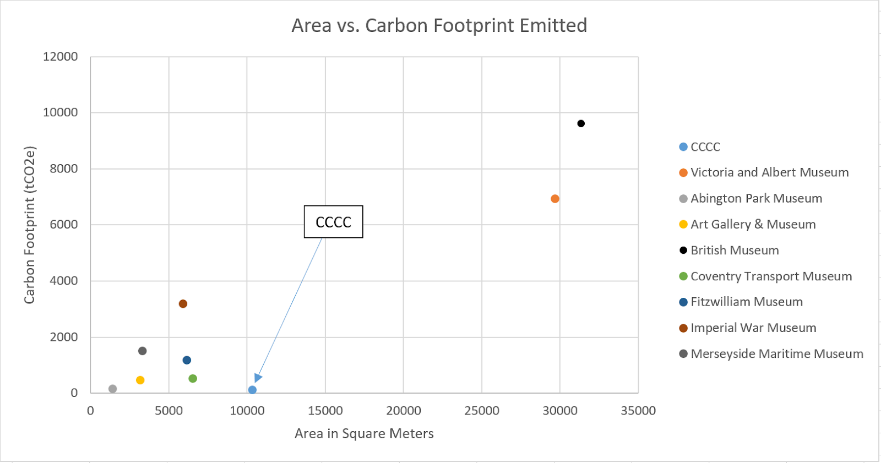 Area vs. Carbon Footprint Emitted
12000
10000
8000
6000
4000
2000
0
Carbon Footprint (tCO2e)
CCCC
0 5000 10000 15000 20000 25000 30000 35000
Area in Square Meters
CCCC
Victoria and Albert Museum
Abington Park Museum
Art Gallery & Museum
British Museum
Coventry Transport Museum
Fitzwilliam Museum
Imperial War Museum
Merseyside Maritime Museum